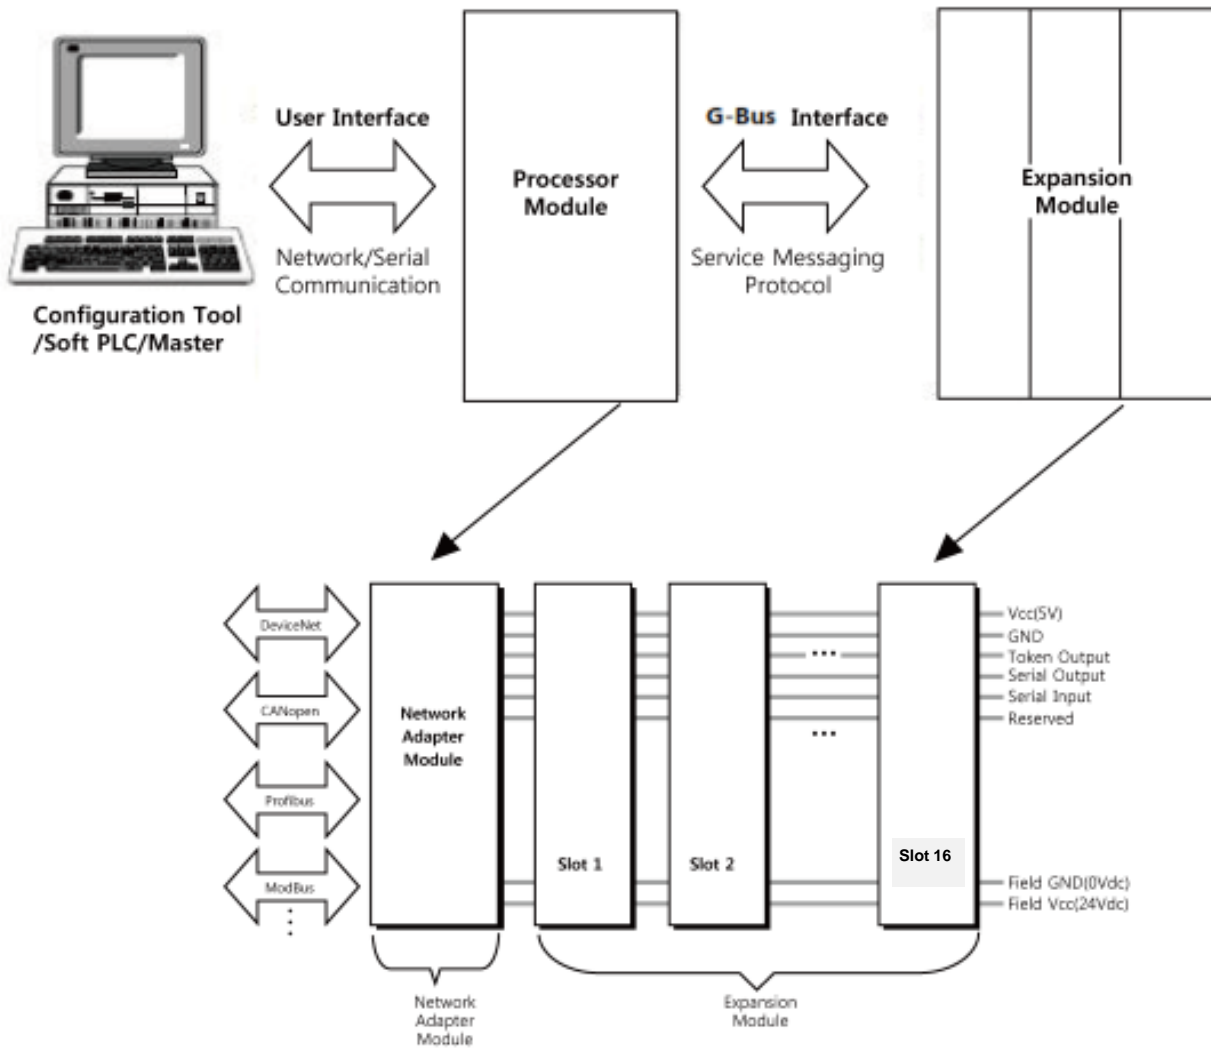 User Interface
G-Bus Interface
Processor
Module
Expansion
Module
Network/Serial
Communication
Service Messaging
Protocol
Configuration Tool
/Soft PLC/Master
DeviceNet
CANopen
Profibus
ModBus
Network
Adapter
Module
Slot 1
Slot 2
Slot 16
Vcc(5V)
GND
Token Output
Serial Output
Serial Input
Reserved
Field GND(0Vdc)
Field Vcc(24Vdc)
Network
Adapter
Module
Expansion
Module